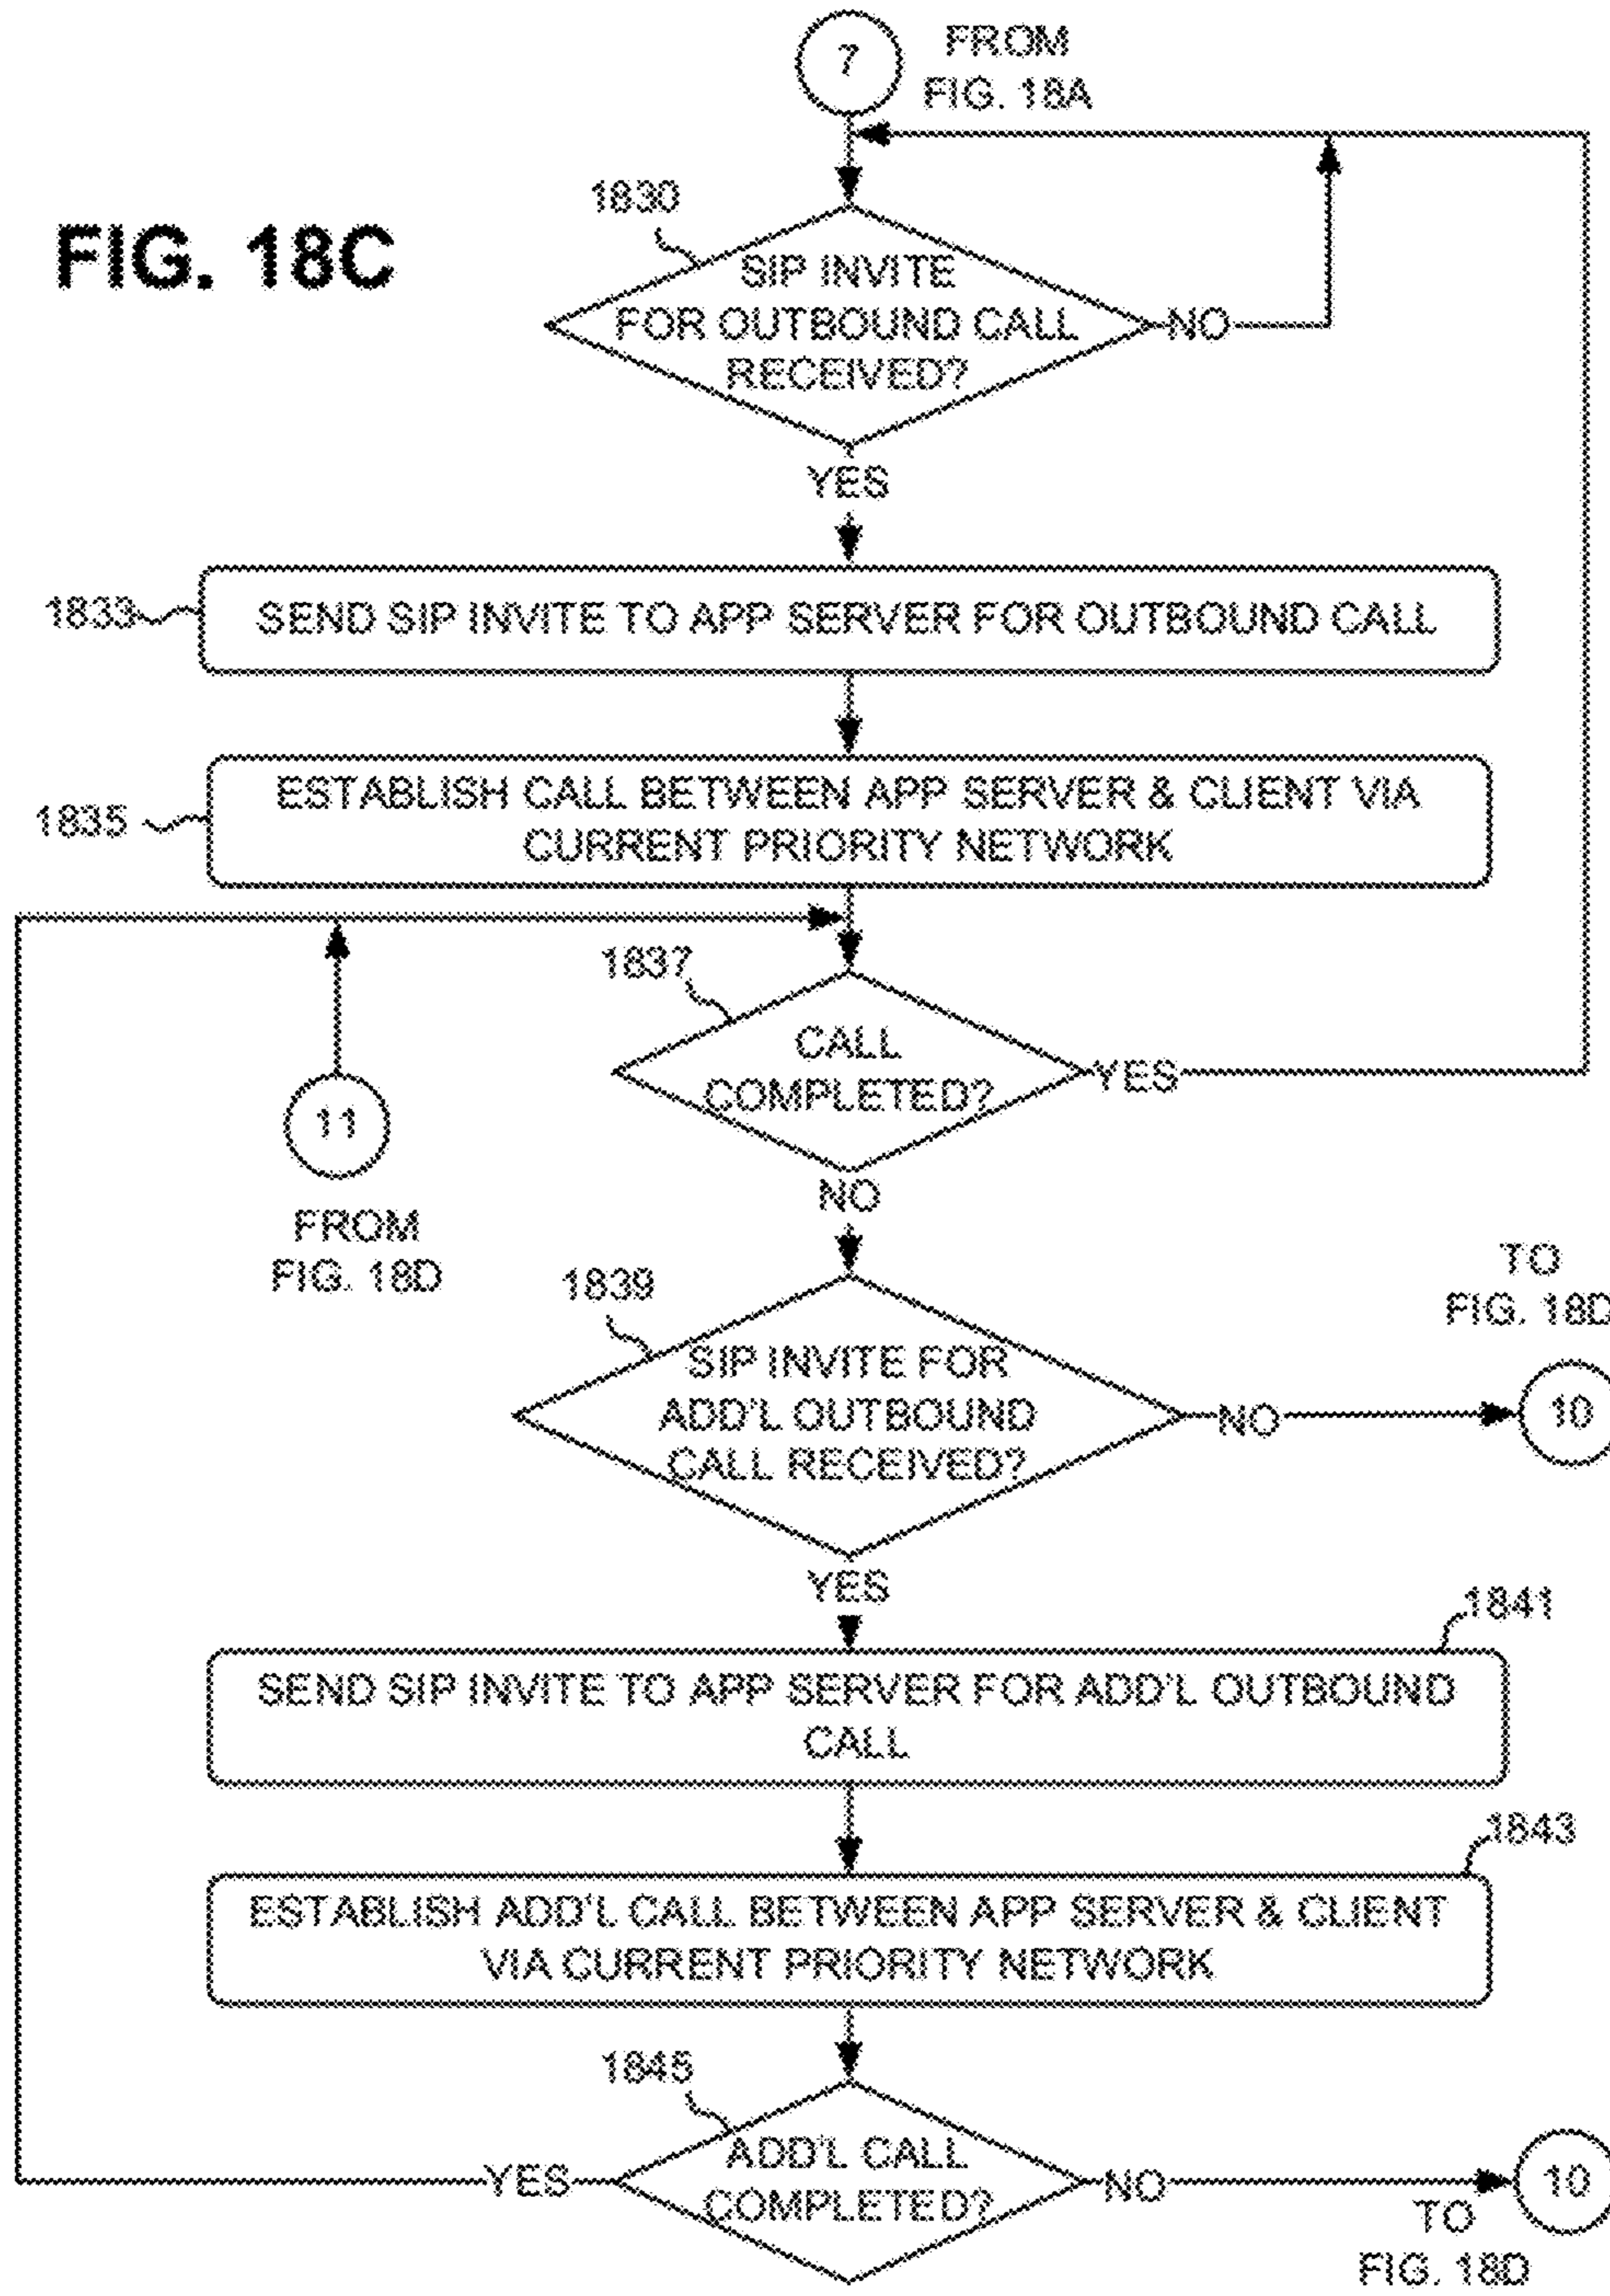 7
FROM
FIG. 18A
FIG. 18C
1830
SIP INVITE
FOR OUTBOUND CALL
RECEIVED?
NO
YES
1833
SEND SIP INVITE TO APP SERVER FOR OUTBOUND CALL
1835
ESTABLISH CALL BETWEEN APP SERVER & CLIENT VIA
CURRENT PRIORITY NETWORK
1837
CALL
COMPLETED?
YES
11
FROM
FIG. 18D
NO
1839
SIP INVITE FOR
ADD'L OUTBOUND
CALL RECEIVED?
NO
TO
FIG. 18D
10
YES
1841
SEND SIP INVITE TO APP SERVER FOR ADD'L OUTBOUND
CALL
1843
ESTABLISH ADD'L CALL BETWEEN APP SERVER & CLIENT
VIA CURRENT PRIORITY NETWORK
1845
ADD'L CALL
COMPLETED?
YES
NO
10
TO
FIG. 18D